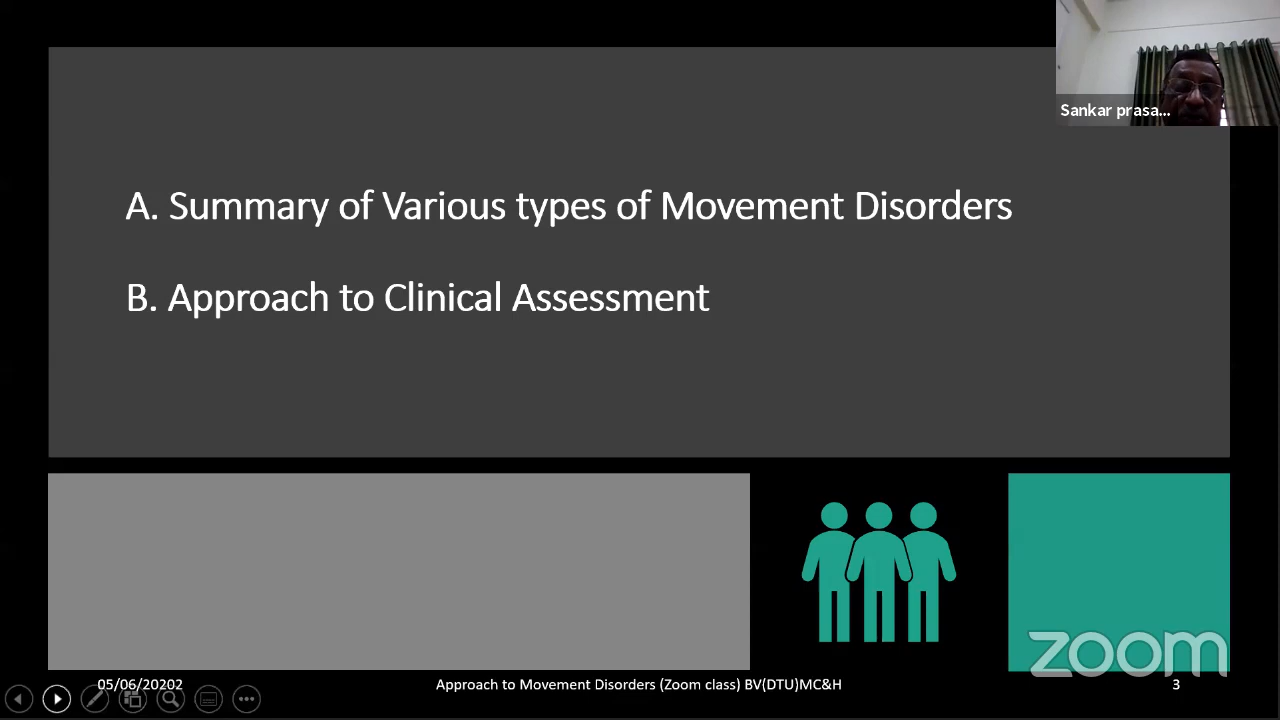 Sankar prasa...
A. Summary of Various types of Movement Disorders
B. Approach to Clinical Assessment
zoom
05/06/20202
Approach to Movement Disorders (Zoom class) BV(DTU)MC&H
3